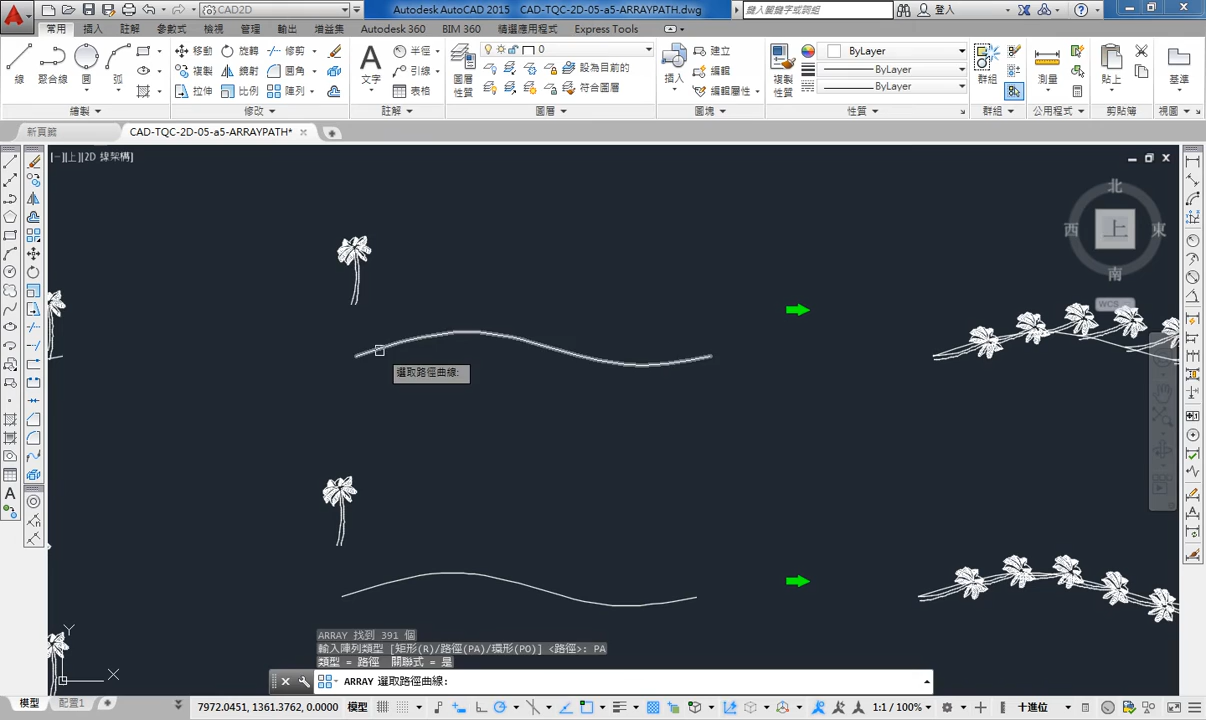 CAD2D
Autodesk AutoCAD 2015 CAD-TQC-2D-05-a5-ARRAYPATH.dwg
輸入關鍵字或詞組
登入
常用 插入 註解 參數式 檢視 管理 輸出 增益集 Autodesk 360 BIM 360 精選應用程式 Express Tools
線
聚合線
圓
弧
移動 旋轉 修剪
複製 鏡射 圓角
拉伸 比例 陣列
文字
半徑
引線
表格
圖層
性質
0
設為目前的
符合圖層
插入
建立
編輯
編輯屬性
複製
性質
ByLayer
ByLayer
ByLayer
群組
測量
貼上
基準
繪製 修改 註解 圖層 圖塊 性質 群組 公用程式 剪貼簿 視圖
新頁籤 CAD-TQC-2D-05-a5-ARRAYPATH*
[−][上][2D 線架構]
北
西 上 東
南
WCS
選取路徑曲線:
ARRAY 找到 391 個
輸入陣列類型 [矩形(R)/路徑(PA)/環形(PO)] <路徑>: PA
類型 = 路徑 關聯式 = 是
ARRAY 選取路徑曲線:
Y
X
模型 配置1
7972.0451, 1361.3762, 0.0000 模型
1:1 / 100%
十進位